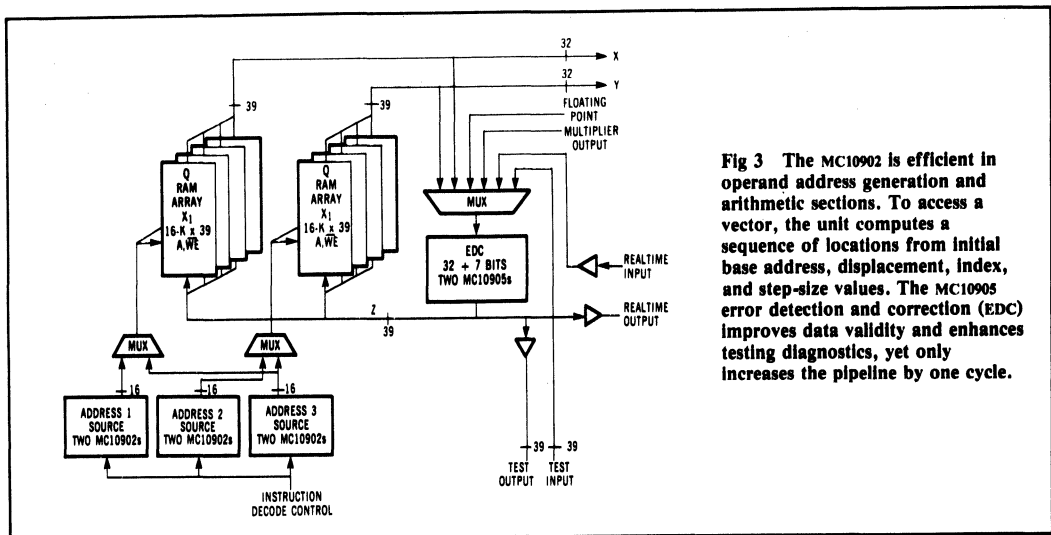 32
X
32
Y
39
39
FLOATING
POINT
MULTIPLIER
OUTPUT
Q
RAM
ARRAY
X1
16-K x 39
A,W̅E̅
Q
RAM
ARRAY
X1
16-K x 39
A,W̅E̅
MUX
EDC
32 + 7 BITS
TWO MC10905s
REALTIME
INPUT
REALTIME
OUTPUT
Z
39
MUX
MUX
16
16
16
ADDRESS 1
SOURCE
TWO MC10902s
ADDRESS 2
SOURCE
TWO MC10902s
ADDRESS 3
SOURCE
TWO MC10902s
39
39
TEST
OUTPUT
TEST
INPUT
INSTRUCTION
DECODE CONTROL
Fig 3 The MC10902 is efficient in
operand address generation and
arithmetic sections. To access a
vector, the unit computes a
sequence of locations from initial
base address, displacement, index,
and step-size values. The MC10905
error detection and correction (EDC)
improves data validity and enhances
testing diagnostics, yet only
increases the pipeline by one cycle.